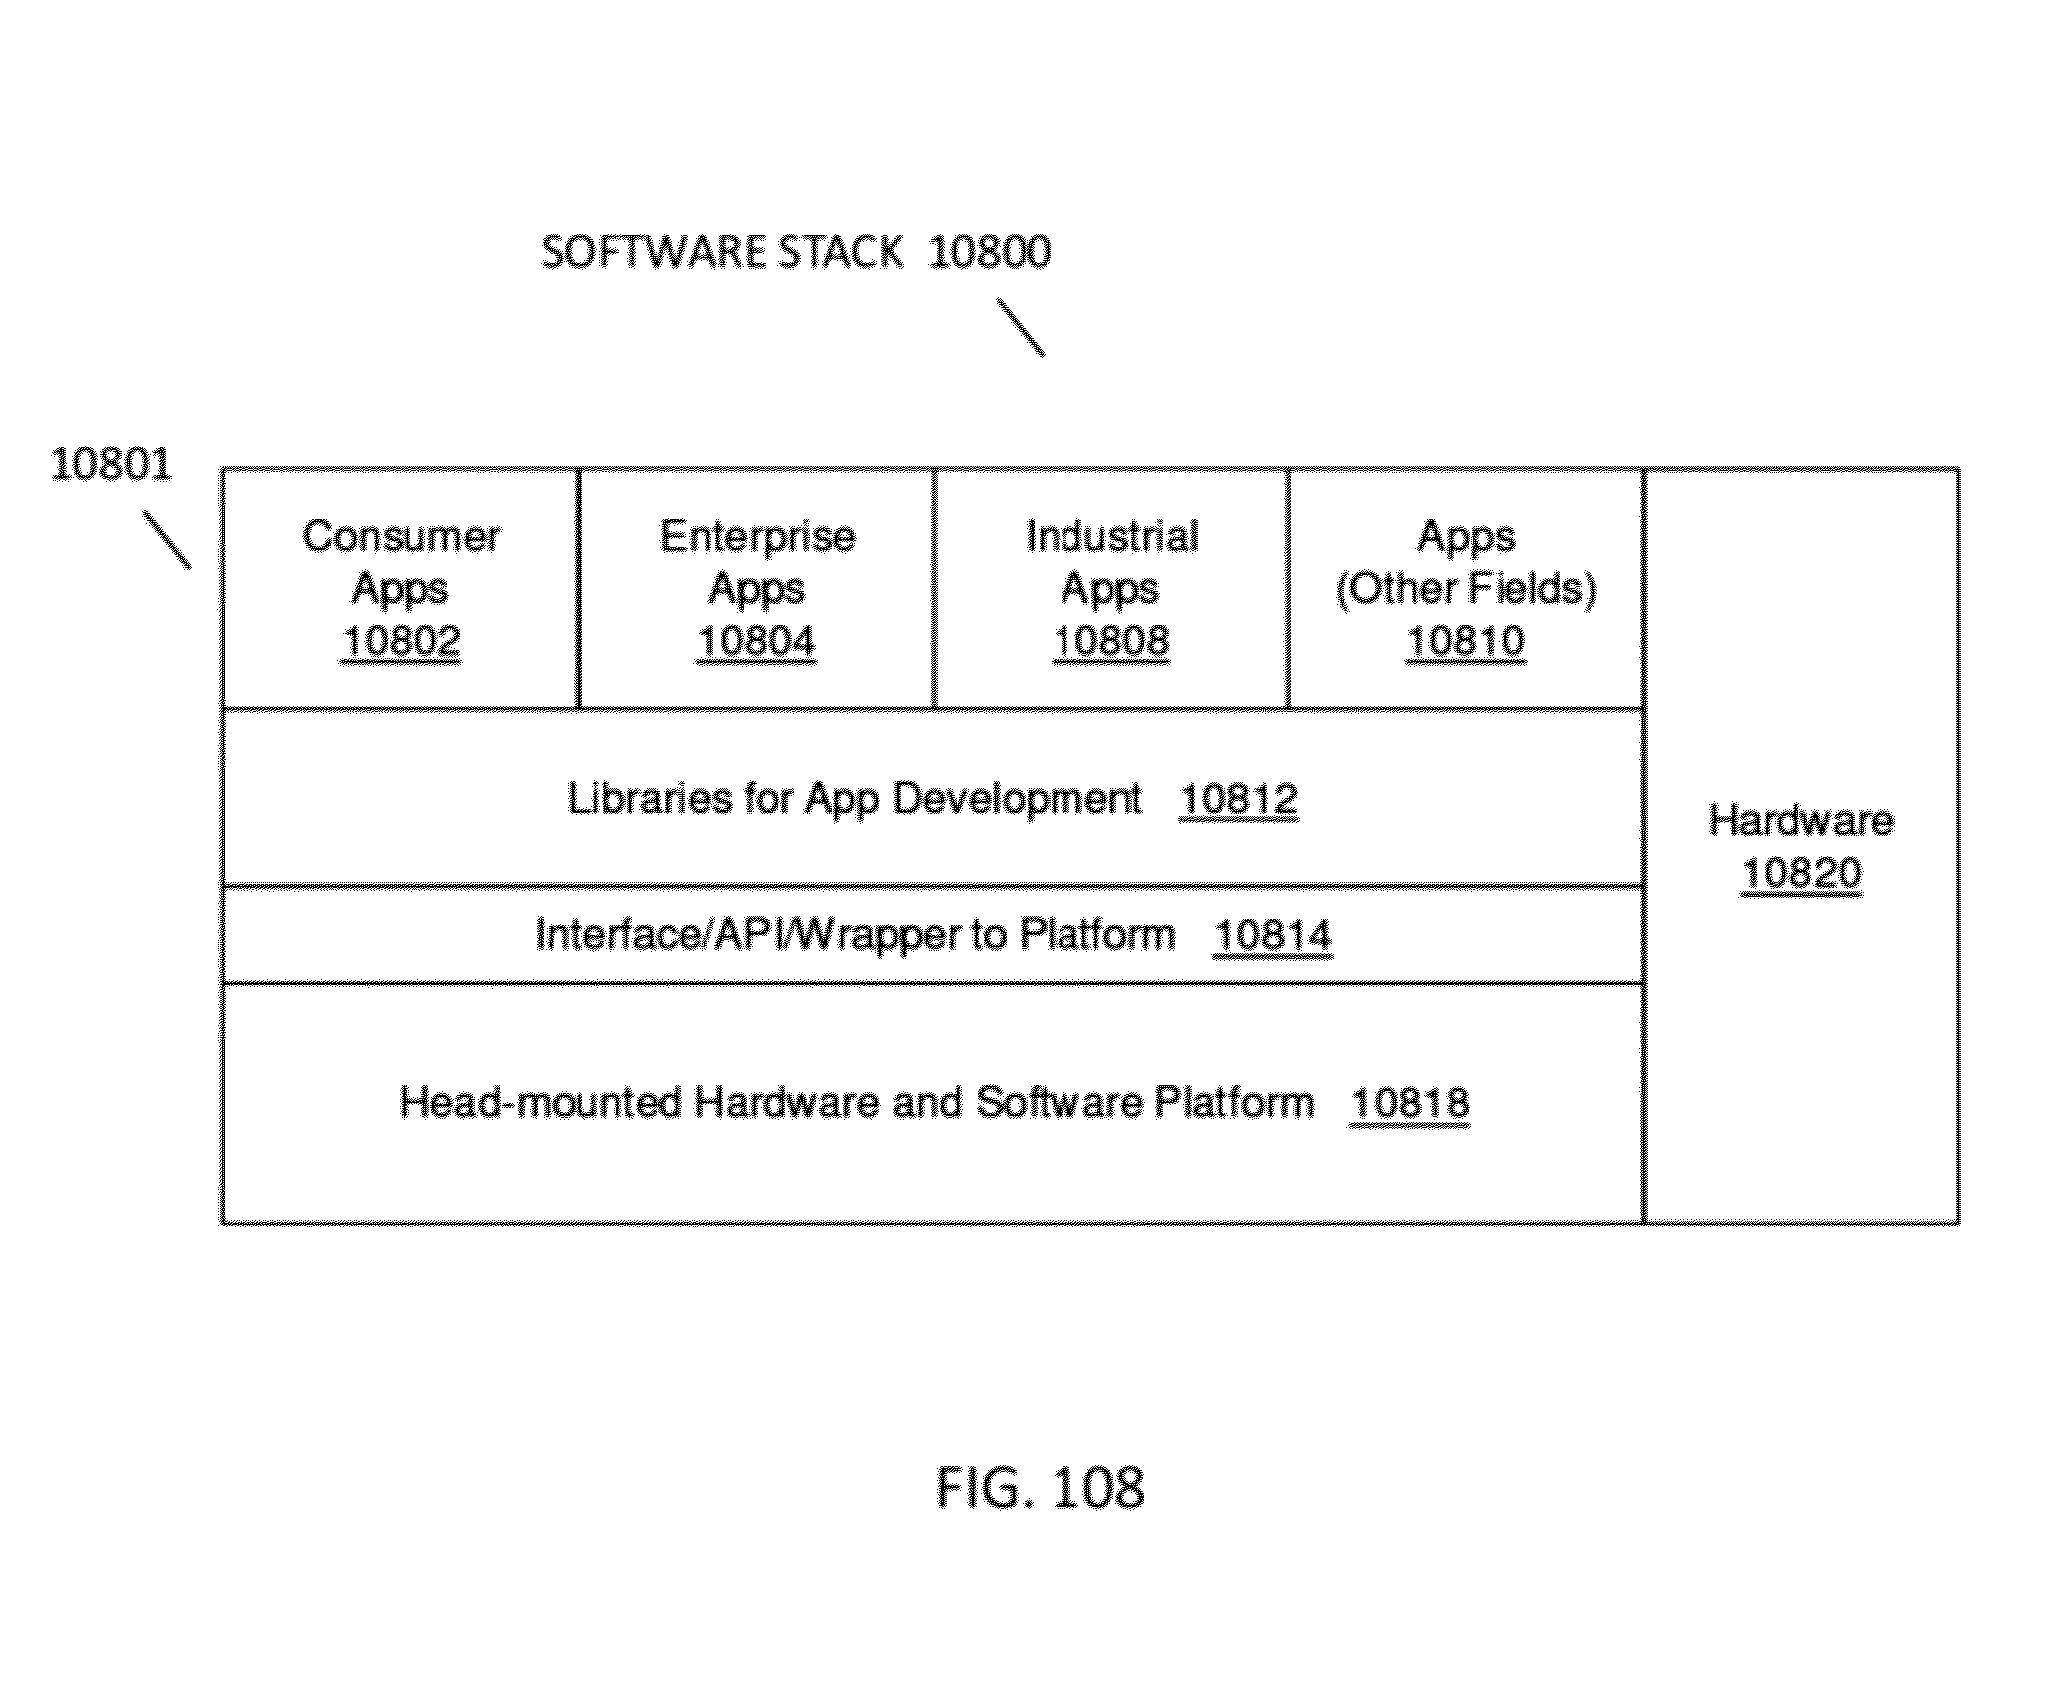 SOFTWARE STACK 10800
10801
Consumer
Apps
10802
Enterprise
Apps
10804
Industrial
Apps
10808
Apps
(Other Fields)
10810
Libraries for App Development 10812
Interface/API/Wrapper to Platform 10814
Head-mounted Hardware and Software Platform 10818
Hardware
10820
FIG. 108